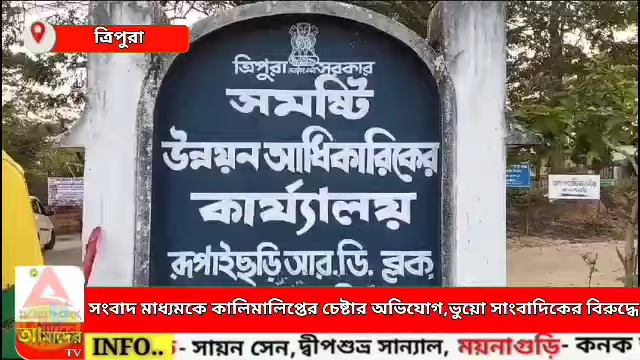 ত্রিপুরা
ত্রিপুরা সরকার
সমষ্টি
উন্নয়ন আধিকারিকের
কার্য্যালয়
রূপাইছড়ি আর.ডি. ব্লক
সংবাদ মাধ্যমকে কালিমালিপ্তের চেষ্টার অভিযোগ,ভুয়ো সাংবাদিকের বিরুদ্ধে
আমাদের
TV
INFO..
- সায়ন সেন,দ্বীপশুভ্র সান্যাল, ময়নাগুড়ি- কনক